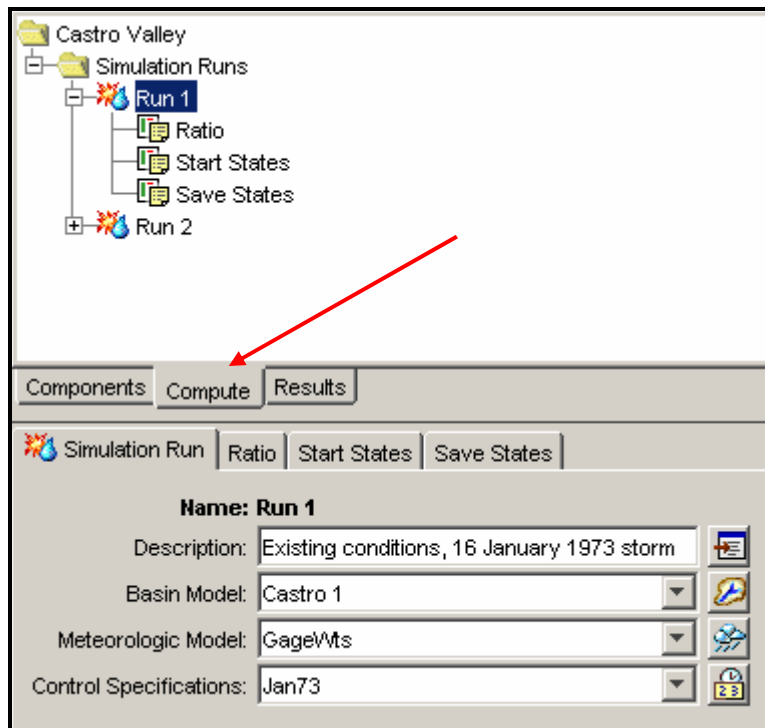 Castro Valley
Simulation Runs
Run 1
Ratio
Start States
Save States
Run 2
Components Compute Results
Simulation Run Ratio Start States Save States
Name: Run 1
Description: Existing conditions, 16 January 1973 storm
Basin Model: Castro 1
Meteorologic Model: GageWts
Control Specifications: Jan73
2 3